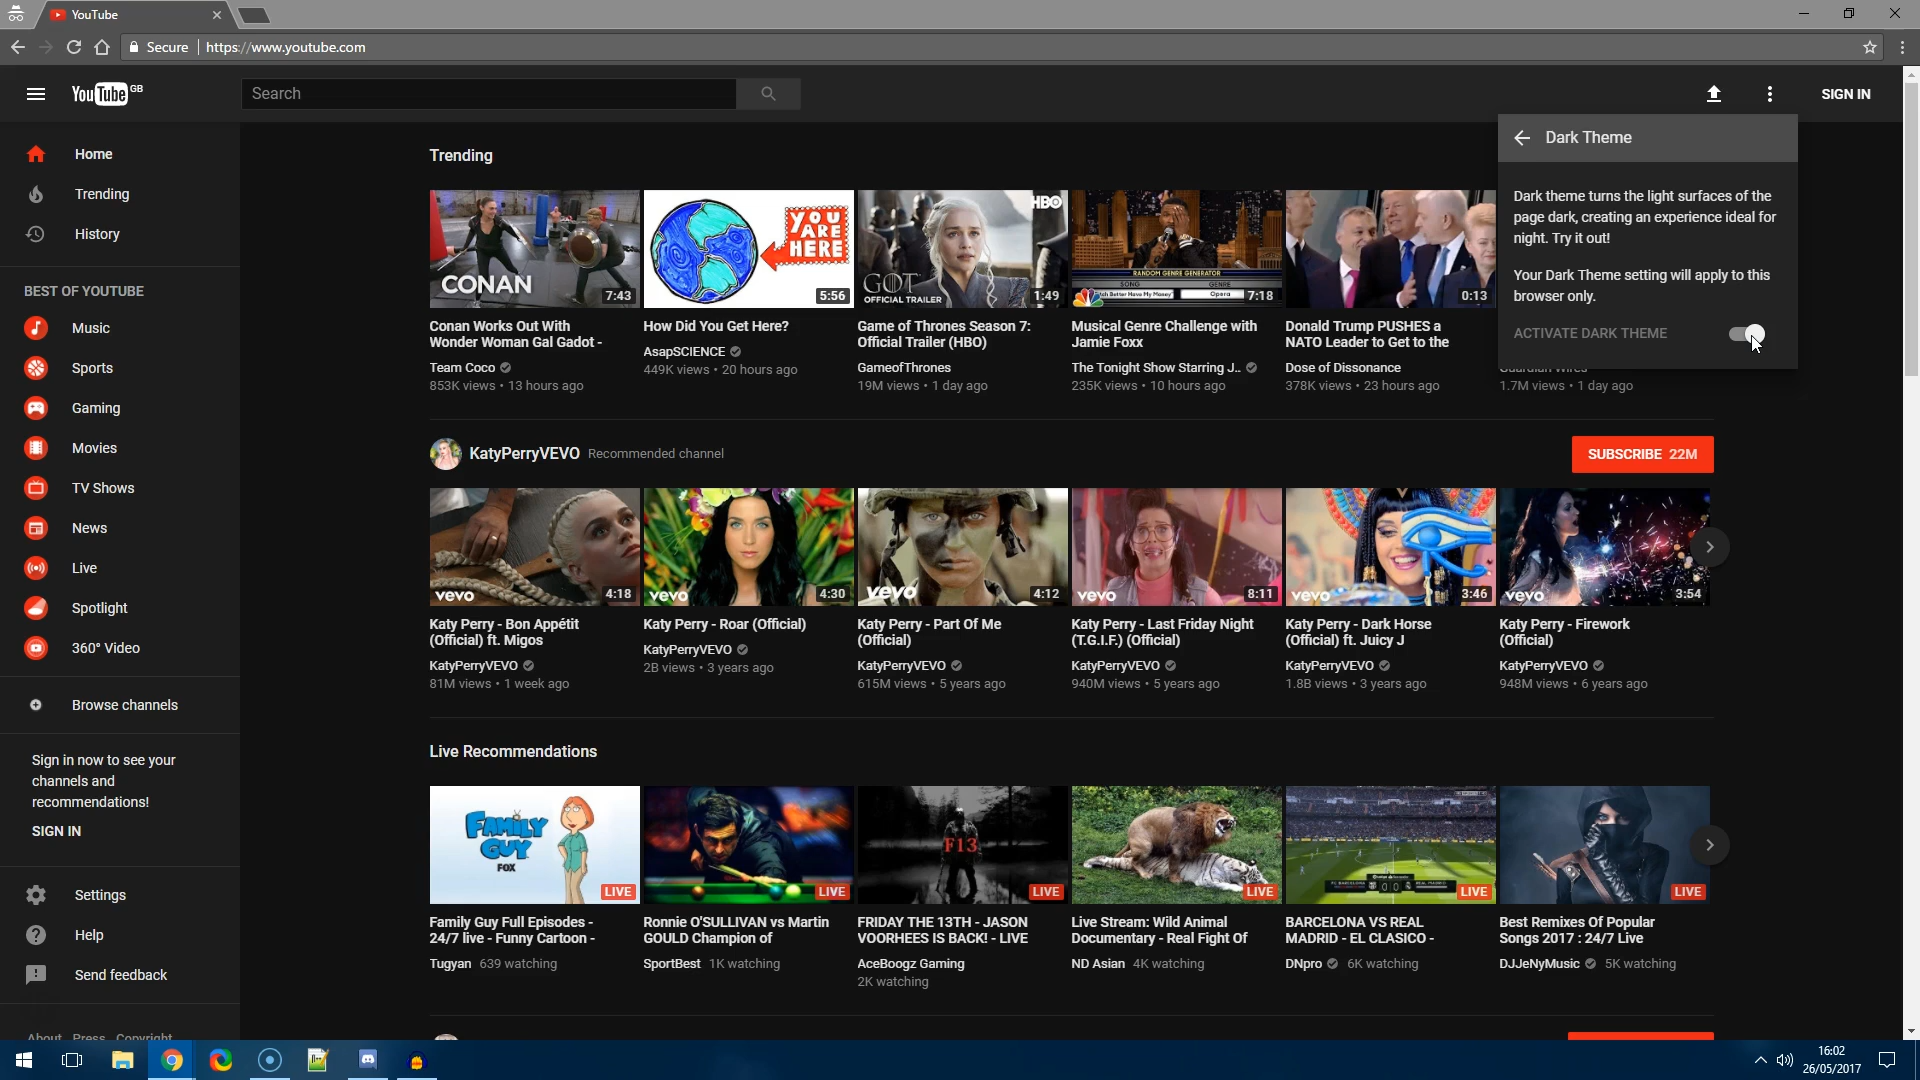 YouTube
Secure
https://www.youtube.com
YouTube GB
Search
SIGN IN
Home
Trending
History
BEST OF YOUTUBE
Music
Sports
Gaming
Movies
TV Shows
News
Live
Spotlight
360° Video
Browse channels
Sign in now to see your
channels and
recommendations!
SIGN IN
Settings
Help
Send feedback
About Press Copyright
Dark Theme
Dark theme turns the light surfaces of the
page dark, creating an experience ideal for
night. Try it out!
Your Dark Theme setting will apply to this
browser only.
ACTIVATE DARK THEME
Trending
CONAN
7:43
Conan Works Out With
Wonder Woman Gal Gadot -
Team Coco
853K views • 13 hours ago
YOU
ARE
HERE
5:56
How Did You Get Here?
AsapSCIENCE
449K views • 20 hours ago
HBO
GOT
OFFICIAL TRAILER
1:49
Game of Thrones Season 7:
Official Trailer (HBO)
GameofThrones
19M views • 1 day ago
RANDOM GENRE GENERATOR
SONG GENRE
tch Better Have My Money Opera
7:18
Musical Genre Challenge with
Jamie Foxx
The Tonight Show Starring J..
235K views • 10 hours ago
0:13
Donald Trump PUSHES a
NATO Leader to Get to the
Dose of Dissonance
378K views • 23 hours ago
Guardian Wires
1.7M views • 1 day ago
KatyPerryVEVO Recommended channel
SUBSCRIBE 22M
vevo
4:18
Katy Perry - Bon Appétit
(Official) ft. Migos
KatyPerryVEVO
81M views • 1 week ago
vevo
4:30
Katy Perry - Roar (Official)
KatyPerryVEVO
2B views • 3 years ago
vevo
4:12
Katy Perry - Part Of Me
(Official)
KatyPerryVEVO
615M views • 5 years ago
vevo
8:11
Katy Perry - Last Friday Night
(T.G.I.F.) (Official)
KatyPerryVEVO
940M views • 5 years ago
vevo
3:46
Katy Perry - Dark Horse
(Official) ft. Juicy J
KatyPerryVEVO
1.8B views • 3 years ago
vevo
3:54
Katy Perry - Firework
(Official)
KatyPerryVEVO
948M views • 6 years ago
Live Recommendations
FAMILY
GUY
FOX
LIVE
Family Guy Full Episodes -
24/7 live - Funny Cartoon -
Tugyan 639 watching
LIVE
Ronnie O'SULLIVAN vs Martin
GOULD Champion of
SportBest 1K watching
F13
LIVE
FRIDAY THE 13TH - JASON
VOORHEES IS BACK! - LIVE
AceBoogz Gaming
2K watching
LIVE
Live Stream: Wild Animal
Documentary - Real Fight Of
ND Asian 4K watching
0 0
LIVE
BARCELONA VS REAL
MADRID - EL CLASICO -
DNpro 6K watching
LIVE
Best Remixes Of Popular
Songs 2017 : 24/7 Live
DJJeNyMusic 5K watching
16:02
26/05/2017